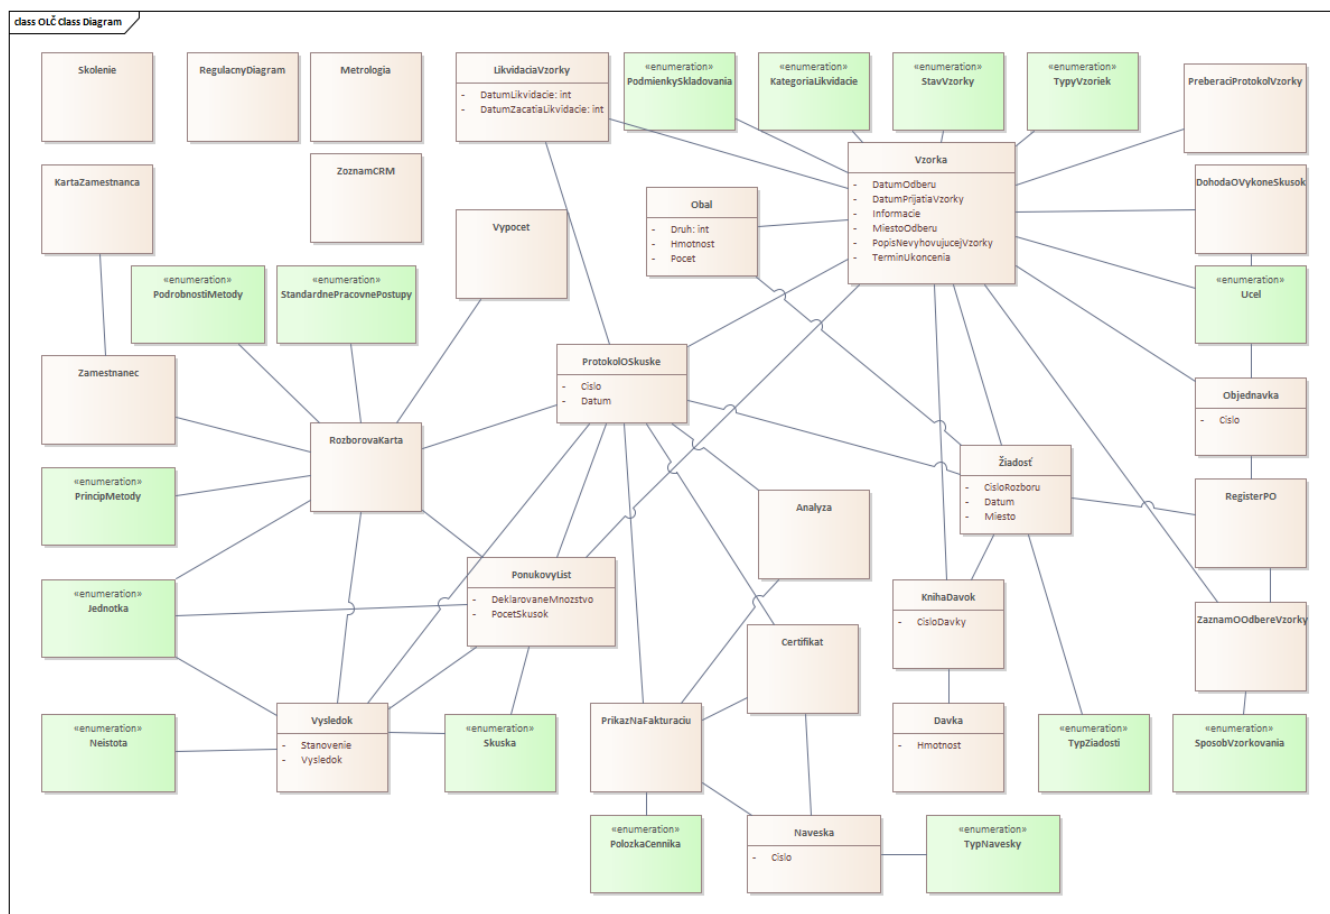 class OLČ Class Diagram
Skolenie
RegulacnyDiagram
Metrologia
LikvidaciaVzorky
- DatumLikvidacie: int
- DatumZacatiaLikvidacie: int
«enumeration»
PodmienkySkladovania
«enumeration»
KategoriaLikvidacie
«enumeration»
StavVzorky
«enumeration»
TypyVzoriek
PreberaciProtokolVzorky
KartaZamestnanca
ZoznamCRM
Vypocet
Obal
- Druh: int
- Hmotnost
- Pocet
Vzorka
- DatumOdberu
- DatumPrijatiaVzorky
- Informacie
- MiestoOdberu
- PopisNevyhovujucejVzorky
- TerminUkoncenia
DohodaOVykoneSkusok
«enumeration»
PodrobnostiMetody
«enumeration»
StandardnePracovnePostupy
«enumeration»
Ucel
Zamestnanec
ProtokolOSkuske
- Cislo
- Datum
Objednavka
- Cislo
RozborovaKarta
Žiadosť
- CisloRozboru
- Datum
- Miesto
«enumeration»
PrincipMetody
Analyza
RegisterPO
«enumeration»
Jednotka
PonukovyList
- DeklarovaneMnozstvo
- PocetSkusok
KnihaDavok
- CisloDavky
ZaznamOOdbereVzorky
Certifikat
«enumeration»
Neistota
Vysledok
- Stanovenie
- Vysledok
«enumeration»
Skuska
PrikazNaFakturaciu
Davka
- Hmotnost
«enumeration»
TypZiadosti
«enumeration»
SposobVzorkovania
«enumeration»
PolozkaCennika
Naveska
- Cislo
«enumeration»
TypNavesky